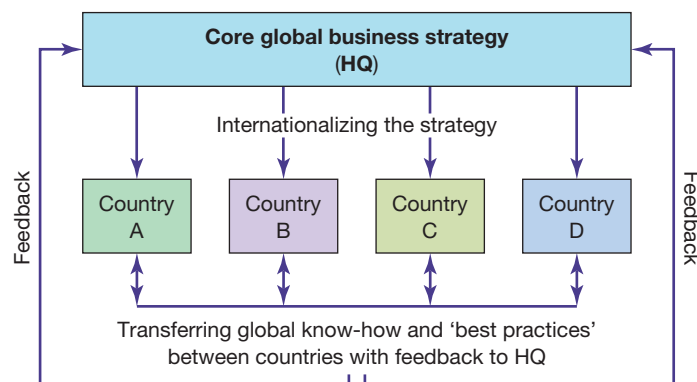 Core global business strategy
(HQ)
Internationalizing the strategy
Feedback
Country
A
Country
B
Country
C
Country
D
Feedback
Transferring global know-how and ‘best practices’
between countries with feedback to HQ